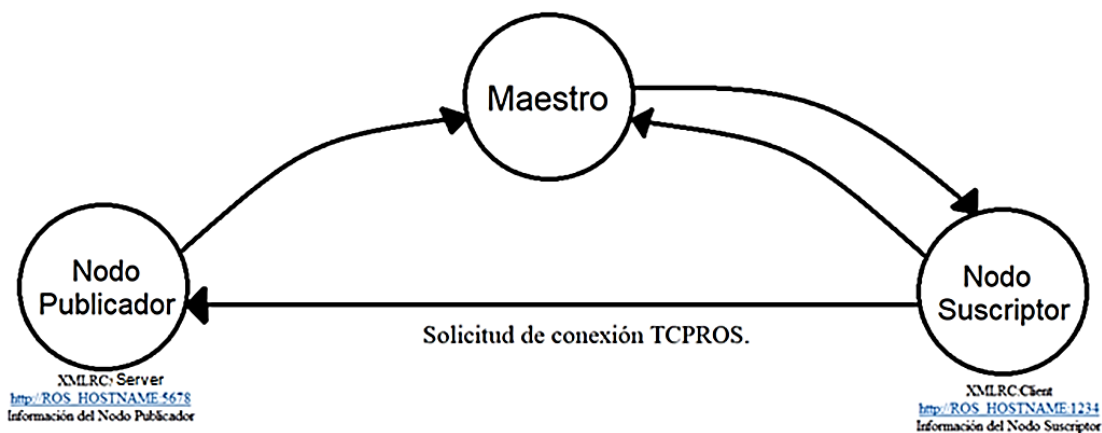 Maestro
Nodo
Publicador
Nodo
Suscriptor
Solicitud de conexión TCPROS.
XMLRC: Server
http://ROS_HOSTNAME:5678
Información del Nodo Publicador
XMLRC:Client
http://ROS_HOSTNAME:1234
Información del Nodo Suscriptor